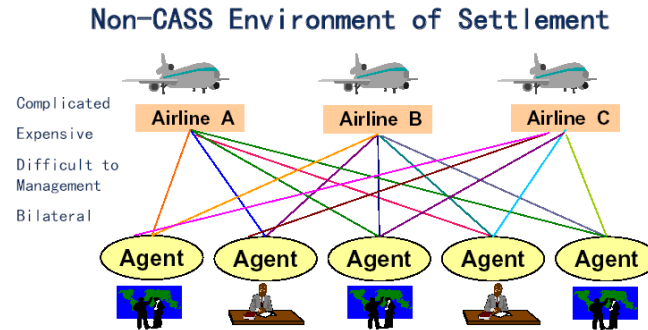 Non-CASS Environment of Settlement
Complicated
Expensive
Difficult to
Management
Bilateral
Airline A
Airline B
Airline C
Agent
Agent
Agent
Agent
Agent